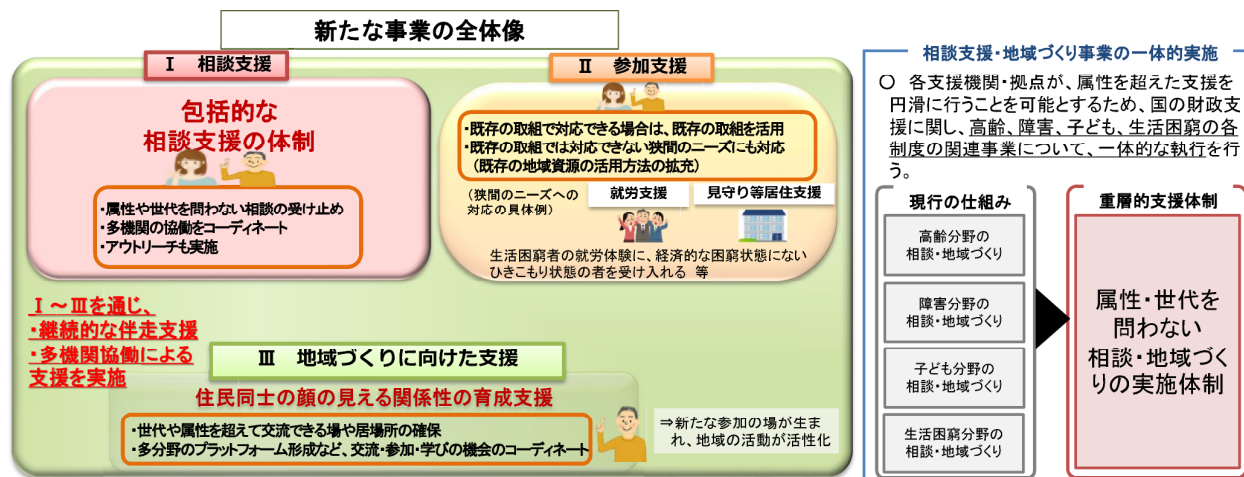 新たな事業の全体像
Ⅰ 相談支援
包括的な
相談支援の体制
・属性や世代を問わない相談の受け止め
・多機関の協働をコーディネート
・アウトリーチも実施
Ⅱ 参加支援
・既存の取組で対応できる場合は、既存の取組を活用
・既存の取組では対応できない狭間のニーズにも対応
（既存の地域資源の活用方法の拡充）
（狭間のニーズへの
対応の具体例）
就労支援
見守り等居住支援
生活困窮者の就労体験に、経済的な困窮状態にない
ひきこもり状態の者を受け入れる 等
Ⅰ～Ⅲを通じ、
・継続的な伴走支援
・多機関協働による
支援を実施
Ⅲ 地域づくりに向けた支援
住民同士の顔の見える関係性の育成支援
・世代や属性を超えて交流できる場や居場所の確保
・多分野のプラットフォーム形成など、交流・参加・学びの機会のコーディネート
⇒新たな参加の場が生ま
れ、地域の活動が活性化
相談支援・地域づくり事業の一体的実施
○ 各支援機関・拠点が、属性を超えた支援を
円滑に行うことを可能とするため、国の財政支
援に関し、高齢、障害、子ども、生活困窮の各
制度の関連事業について、一体的な執行を行
う。
現行の仕組み
高齢分野の
相談・地域づくり
障害分野の
相談・地域づくり
子ども分野の
相談・地域づくり
生活困窮分野の
相談・地域づくり
重層的支援体制
属性・世代を
問わない
相談・地域づく
りの実施体制